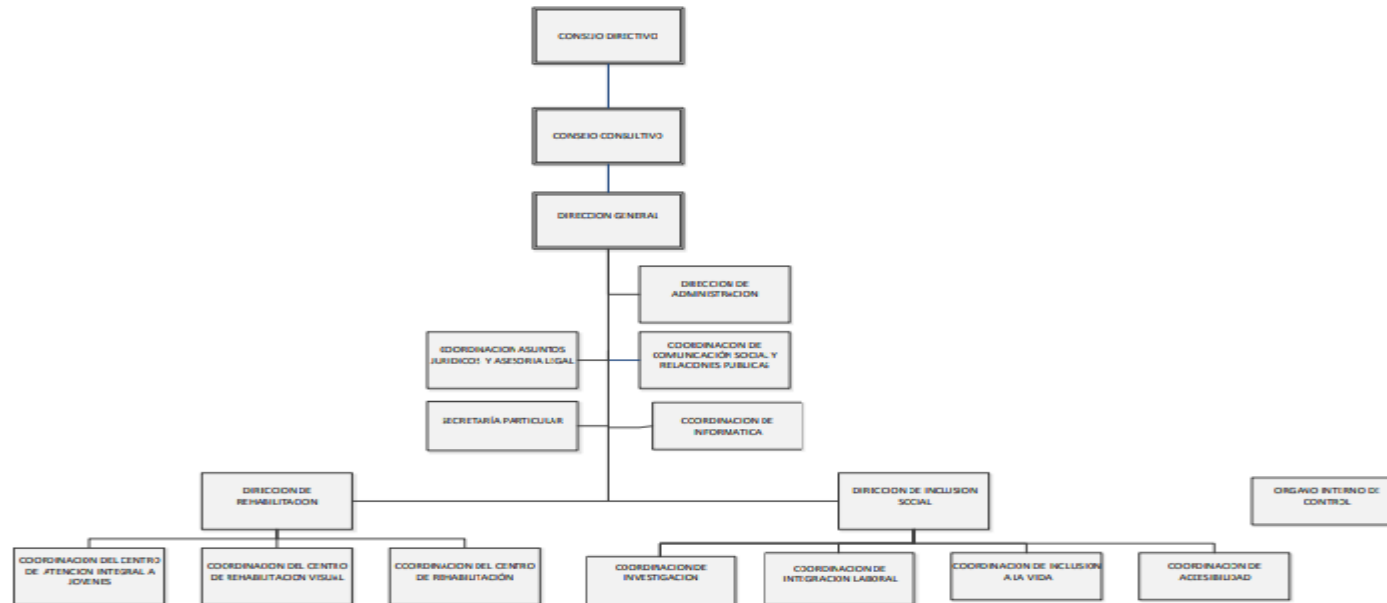 CONSEJO DIRECTIVO
CONSEJO CONSULTIVO
DIRECCION GENERAL
DIRECCION DE
ADMINISTRACION
COORDINACION ASUNTOS
JURIDICOS Y ASESORIA LEGAL
COORDINACION DE
COMUNICACIÓN SOCIAL Y
RELACIONES PUBLICAS
SECRETARÍA PARTICULAR
COORDINACION DE
INFORMATICA
DIRECCION DE
REHABILITACON
DIRECCION DE INCLUSION
SOCIAL
ORGANO INTERNO DE
CONTROL
COORDINACION DEL CENTRO
DE ATENCION INTEGRAL A
JOVENES
COORDINACION DEL CENTRO
DE REHABILITACION VISUAL
COORDINACION DEL CENTRO
DE REHABILITACIÓN
COORDINACION DE
INVESTIGACION
COORDINACION DE
INTEGRACION LABORAL
COORDINACION DE INCLUSION
A LA VIDA
COORDINACION DE
ACCESIBILIDAD